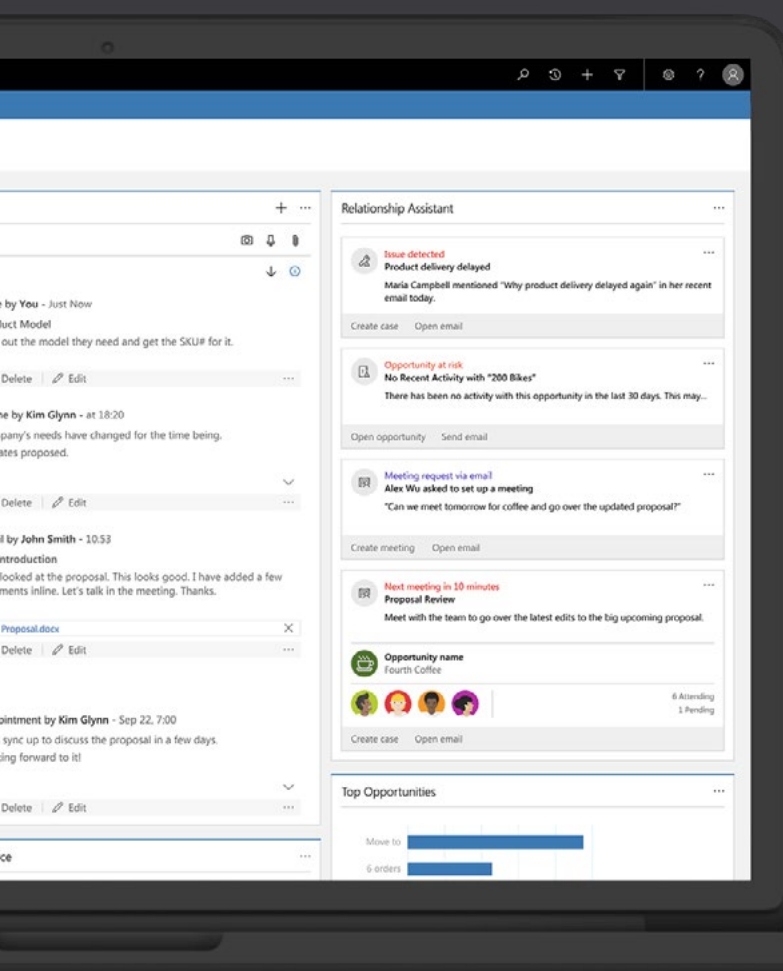 e by You - Just Now
uct Model
out the model they need and get the SKU# for it.
Delete
Edit
ne by Kim Glynn - at 18:20
pany's needs have changed for the time being.
ates proposed.
Delete
Edit
l by John Smith - 10:53
ntroduction
looked at the proposal. This looks good. I have added a few
ments inline. Let's talk in the meeting. Thanks.
Proposal.docx
Delete
Edit
ointment by Kim Glynn - Sep 22, 7:00
sync up to discuss the proposal in a few days.
ing forward to it!
Delete
Edit
ce
Relationship Assistant
Issue detected
Product delivery delayed
Maria Campbell mentioned "Why product delivery delayed again" in her recent
email today.
Create case Open email
Opportunity at risk
No Recent Activity with "200 Bikes"
There has been no activity with this opportunity in the last 30 days. This may...
Open opportunity Send email
Meeting request via email
Alex Wu asked to set up a meeting
"Can we meet tomorrow for coffee and go over the updated proposal?"
Create meeting Open email
Next meeting in 10 minutes
Proposal Review
Meet with the team to go over the latest edits to the big upcoming proposal.
Opportunity name
Fourth Coffee
6 Attending
1 Pending
Create case Open email
Top Opportunities
Move to
6 orders